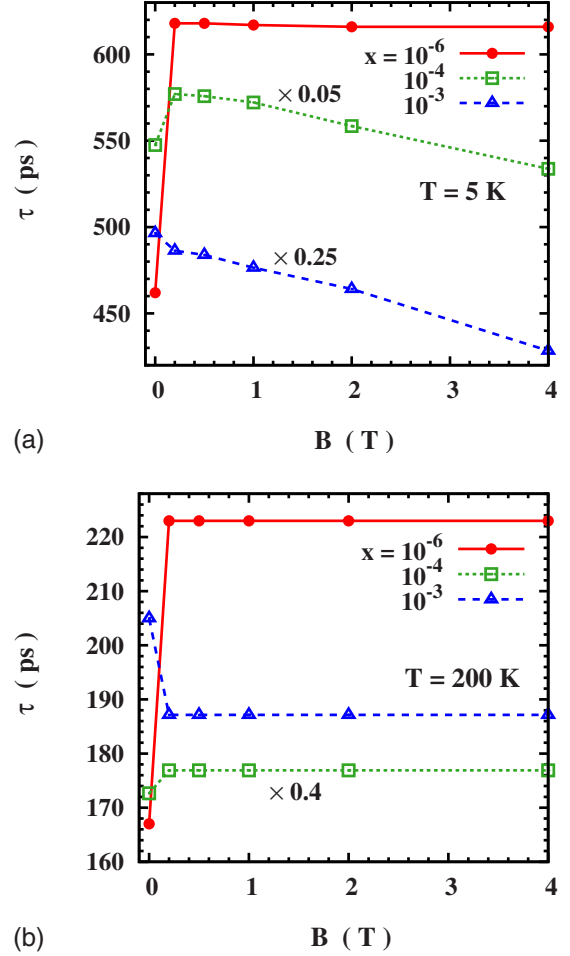 600
550
500
450
τ ( ps )
x = 10⁻⁶
10⁻⁴
10⁻³
× 0.05
T = 5 K
× 0.25
0 1 2 3 4
(a)
B ( T )
220
210
200
190
180
170
160
τ ( ps )
x = 10⁻⁶
10⁻⁴
10⁻³
T = 200 K
× 0.4
0 1 2 3 4
(b)
B ( T )